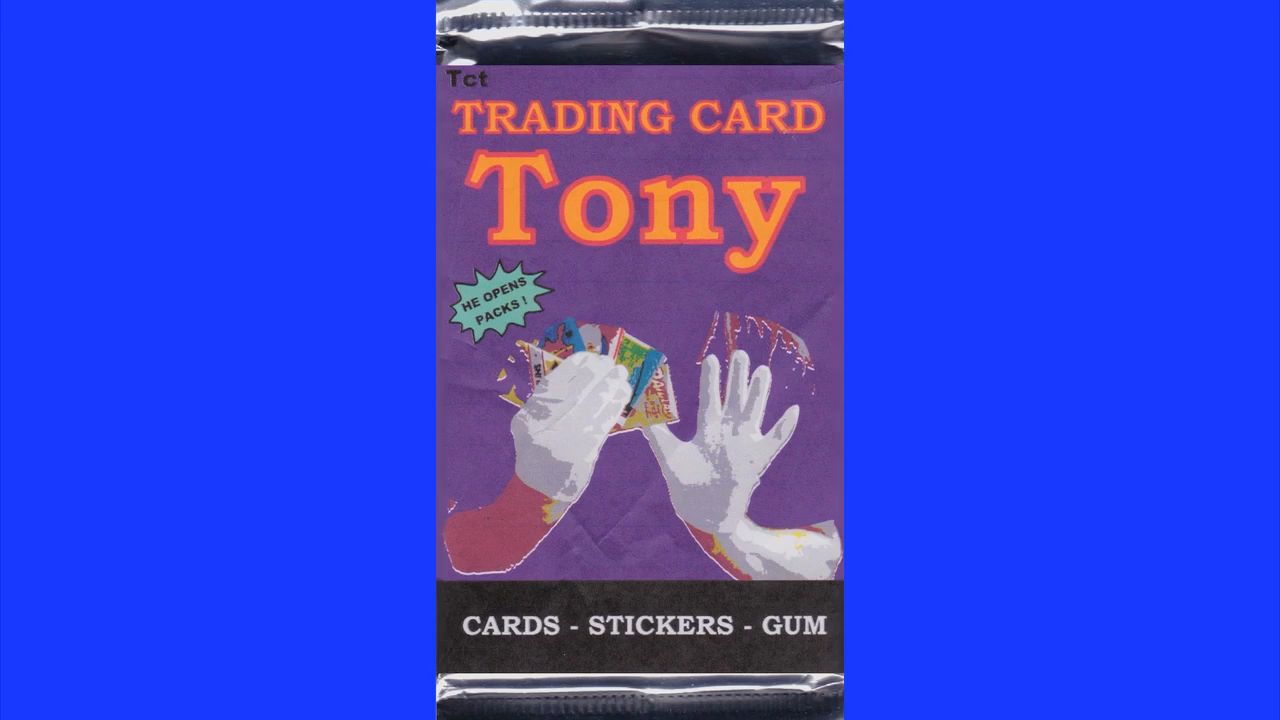 Tct
TRADING CARD
Tony
HE OPENS
PACKS !
CARDS - STICKERS - GUM